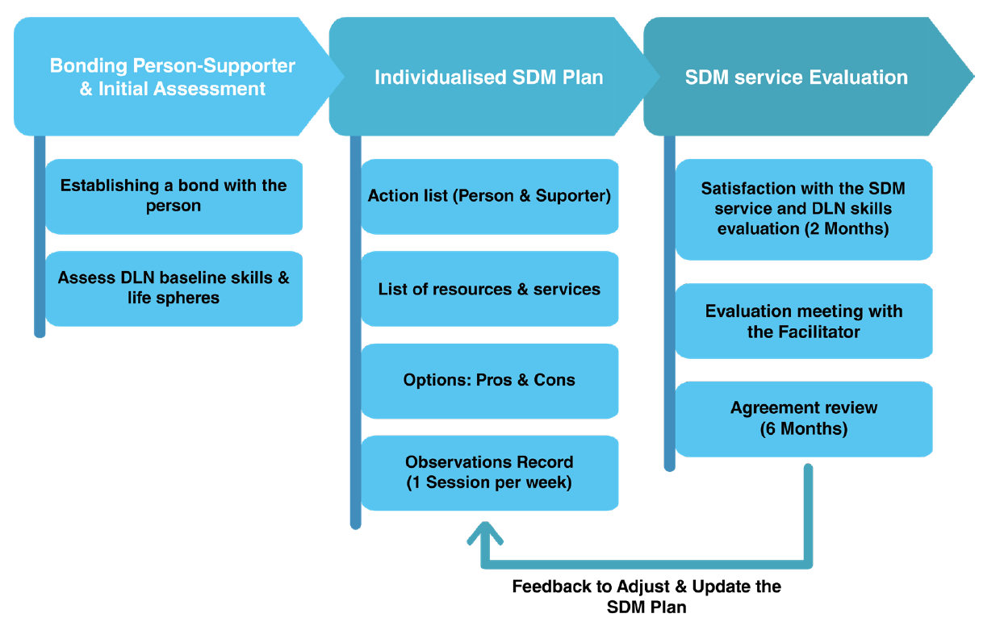 Bonding Person-Supporter
& Initial Assessment
Individualised SDM Plan
SDM service Evaluation
Establishing a bond with the
person
Assess DLN baseline skills &
life spheres
Action list (Person & Suporter)
List of resources & services
Options: Pros & Cons
Observations Record
(1 Session per week)
Satisfaction with the SDM
service and DLN skills
evaluation (2 Months)
Evaluation meeting with
the Facilitator
Agreement review
(6 Months)
Feedback to Adjust & Update the
SDM Plan